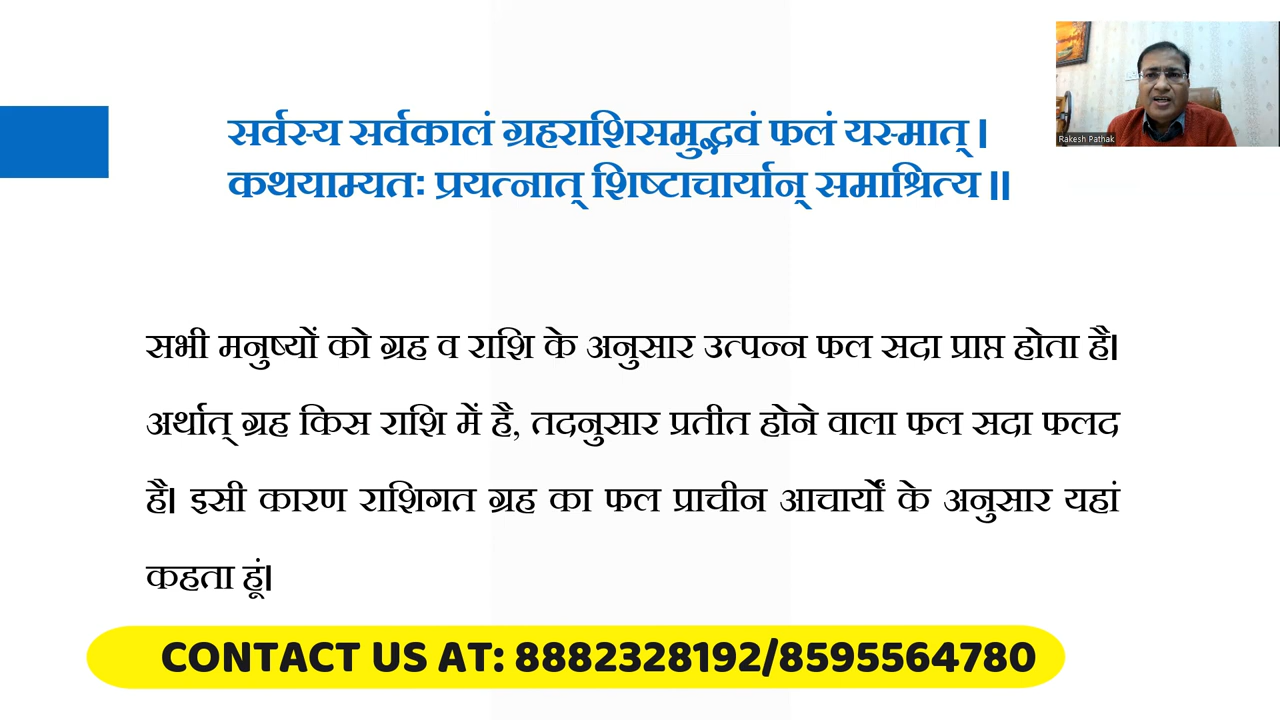 सर्वस्य सर्वकालं ग्रहराशिसमुद्भवं फलं यस्मात् ।
कथयाम्यतः प्रयत्नात् शिष्टाचार्यान् समाश्रित्य ॥
Rakesh Pathak
सभी मनुष्यों को ग्रह व राशि के अनुसार उत्पन्न फल सदा प्राप्त होता है।
अर्थात् ग्रह किस राशि में है, तदनुसार प्रतीत होने वाला फल सदा फलद
है। इसी कारण राशिगत ग्रह का फल प्राचीन आचार्यों के अनुसार यहां
कहता हूं।
CONTACT US AT: 8882328192/8595564780